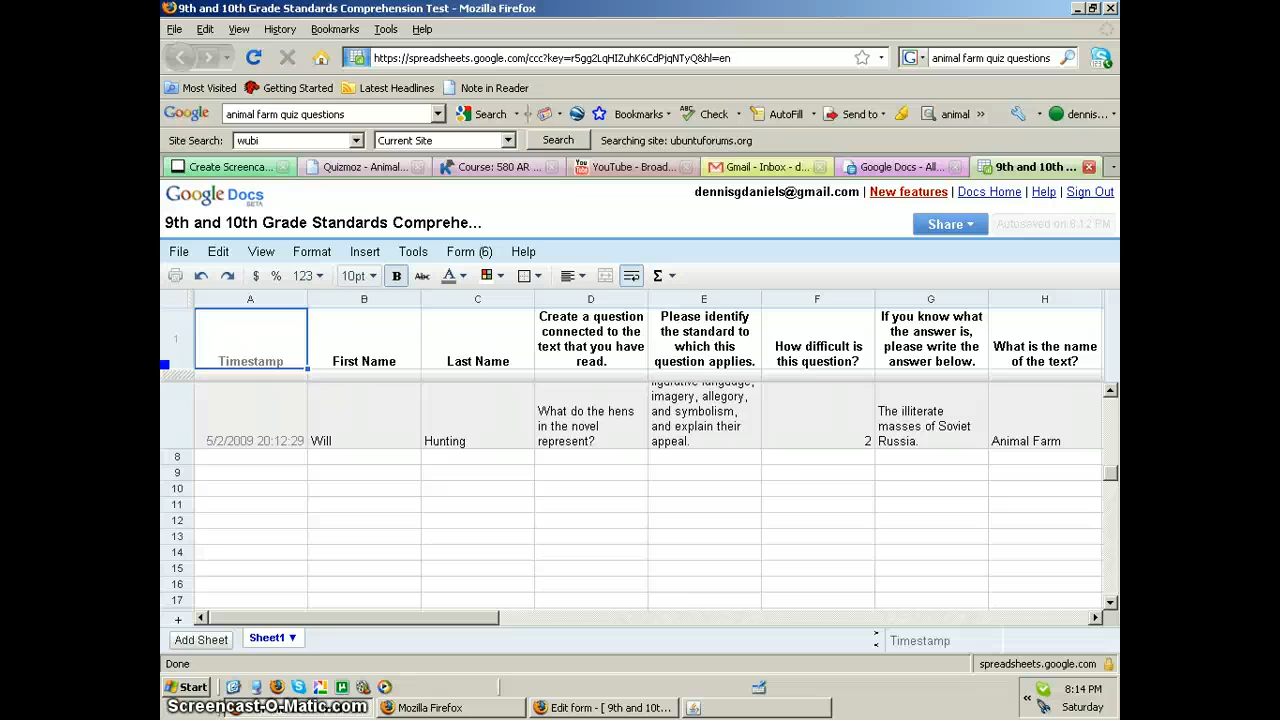 9th and 10th Grade Standards Comprehension Test - Mozilla Firefox
File Edit View History Bookmarks Tools Help
https://spreadsheets.google.com/ccc?key=r5gg2LqHIZuhK6CdPjqNTyQ&hl=en
animal farm quiz questions
Most Visited Getting Started Latest Headlines Note in Reader
Google animal farm quiz questions Search Bookmarks Check AutoFill Send to animal » dennis...
Site Search: wubi Current Site Search Searching site: ubuntuforums.org
Create Screenca... Quizmoz - Animal... Course: 580 AR ... YouTube - Broad... Gmail - Inbox - d... Google Docs - All... 9th and 10th ...
Google Docs BETA
dennisgdaniels@gmail.com | New features | Docs Home | Help | Sign Out
9th and 10th Grade Standards Comprehe...
Share Autosaved on 8:12 PM
File Edit View Format Insert Tools Form (6) Help
$ % 123 10pt B Abc A Σ
A B C D E F G H
1
Timestamp
First Name
Last Name
Create a question
connected to the
text that you have
read.
Please identify
the standard to
which this
question applies.
How difficult is
this question?
If you know what
the answer is,
please write the
answer below.
What is the name
of the text?
5/2/2009 20:12:29
Will
Hunting
What do the hens
in the novel
represent?
figurative language,
imagery, allegory,
and symbolism,
and explain their
appeal.
2
The illiterate
masses of Soviet
Russia.
Animal Farm
8
9
10
11
12
13
14
15
16
17
+
Add Sheet Sheet1 Timestamp
Done spreadsheets.google.com
Start 8:14 PM
Screencast-O-Matic.com Mozilla Firefox Edit form - [ 9th and 10t... « Saturday